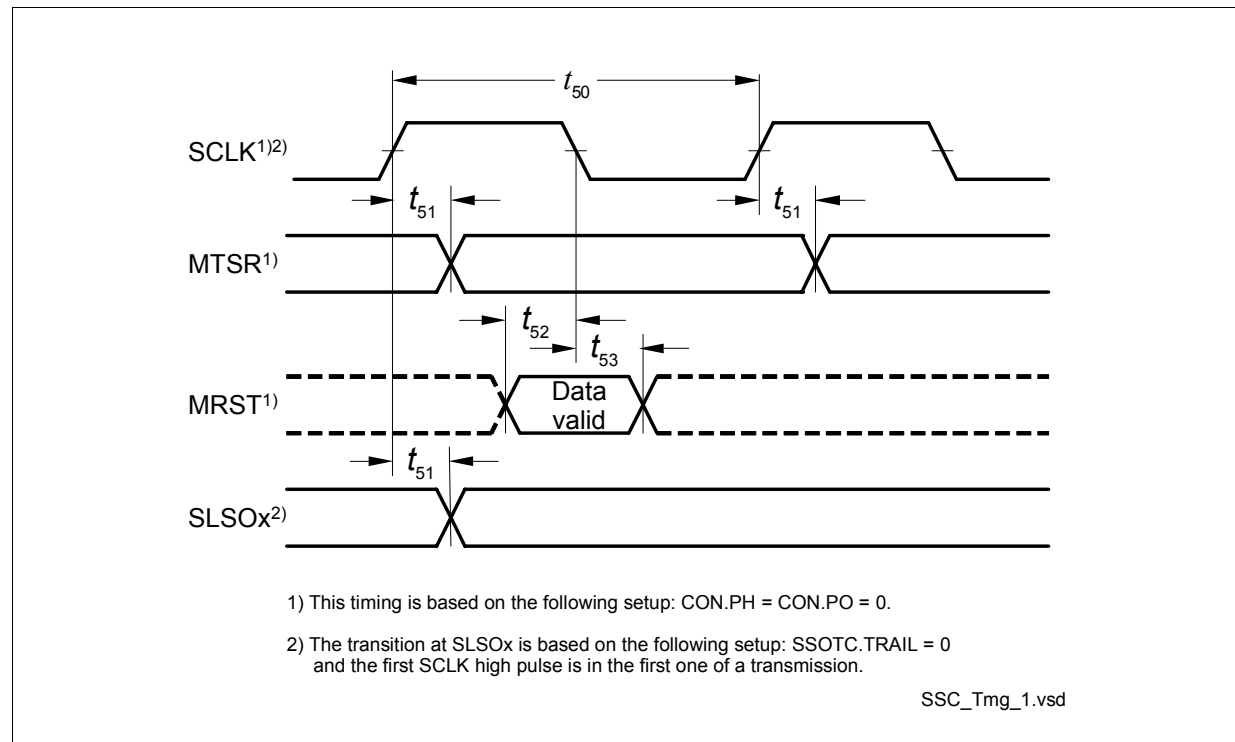 t50
SCLK1)2)
t51
t51
MTSR1)
t52
t53
MRST1)
Data
valid
t51
SLSOx2)
1) This timing is based on the following setup: CON.PH = CON.PO = 0.
2) The transition at SLSOx is based on the following setup: SSOTC.TRAIL = 0
and the first SCLK high pulse is in the first one of a transmission.
SSC_Tmg_1.vsd